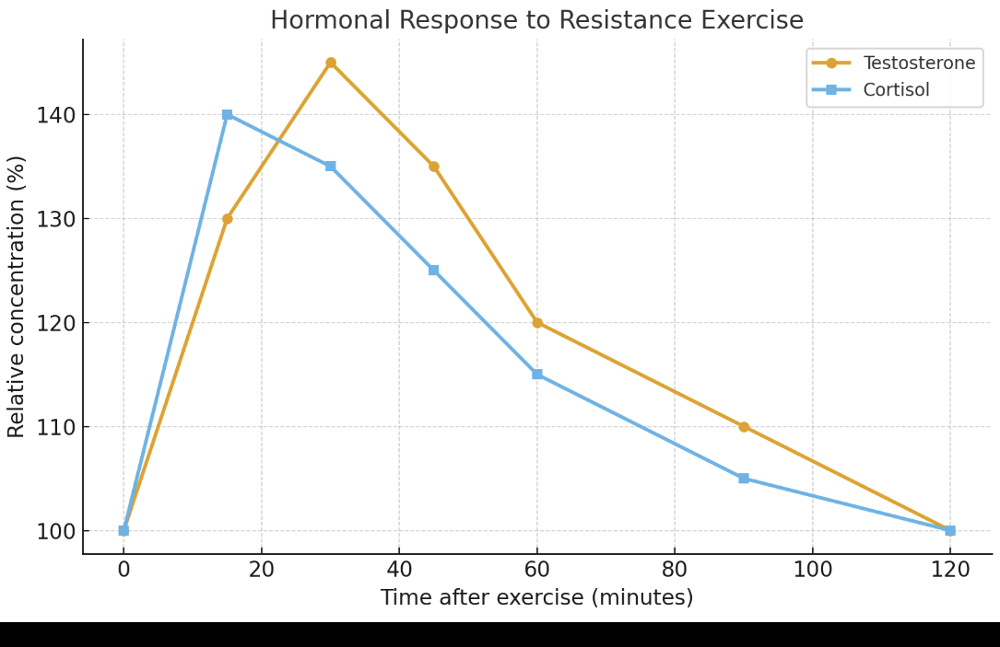 Hormonal Response to Resistance Exercise
Testosterone
Cortisol
Relative concentration (%)
140
130
120
110
100
0 20 40 60 80 100 120
Time after exercise (minutes)